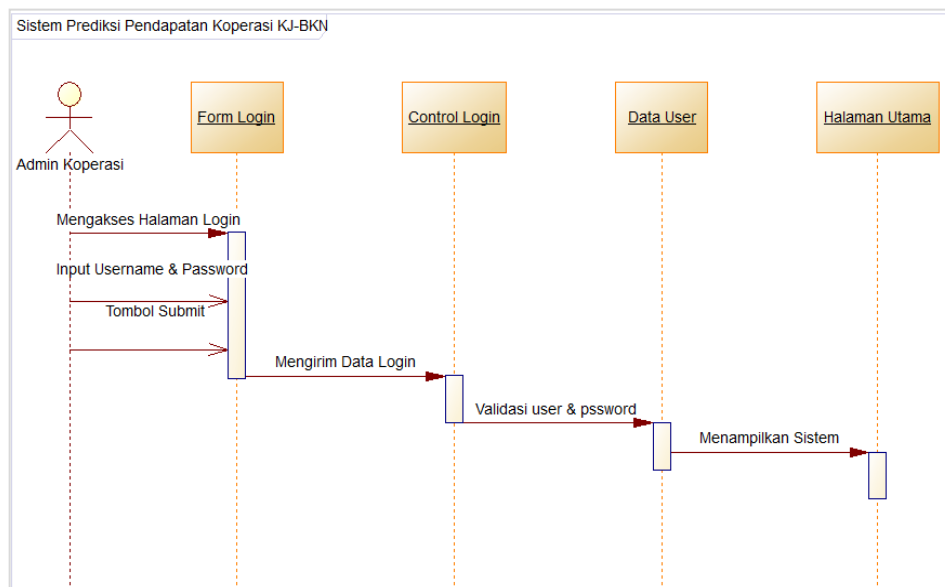 Sistem Prediksi Pendapatan Koperasi KJ-BKN
Form Login
Control Login
Data User
Halaman Utama
Admin Koperasi
Mengakses Halaman Login
Input Username & Password
Tombol Submit
Mengirim Data Login
Validasi user & pssword
Menampilkan Sistem